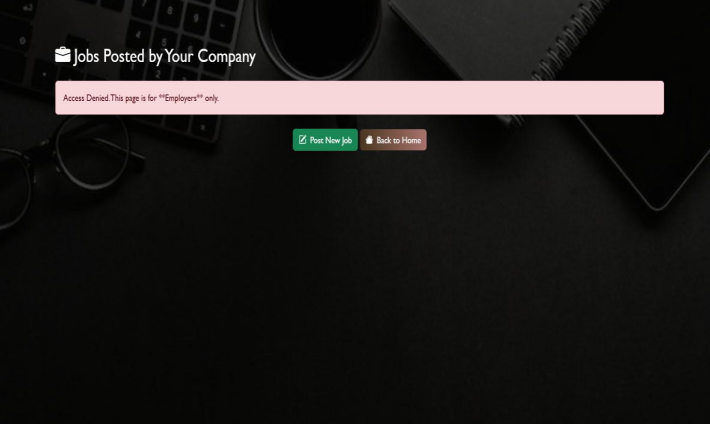 Jobs Posted by Your Company
Access Denied. This page is for **Employers** only.
Post New Job
Back to Home